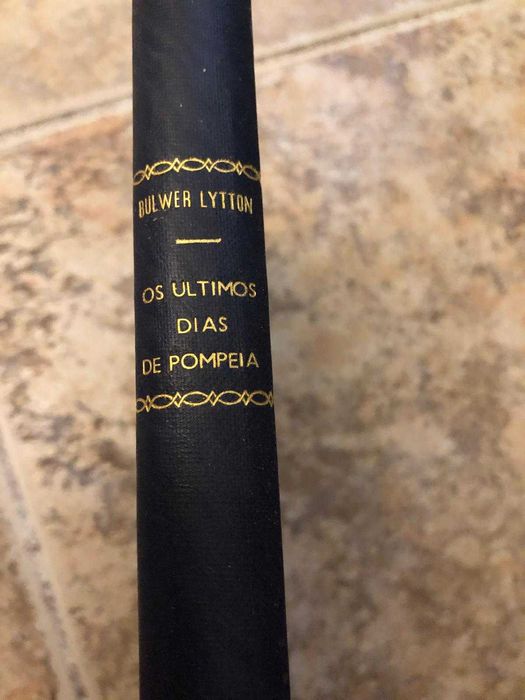 BULWER LYTTON
OS ULTIMOS
DIAS
DE POMPEIA